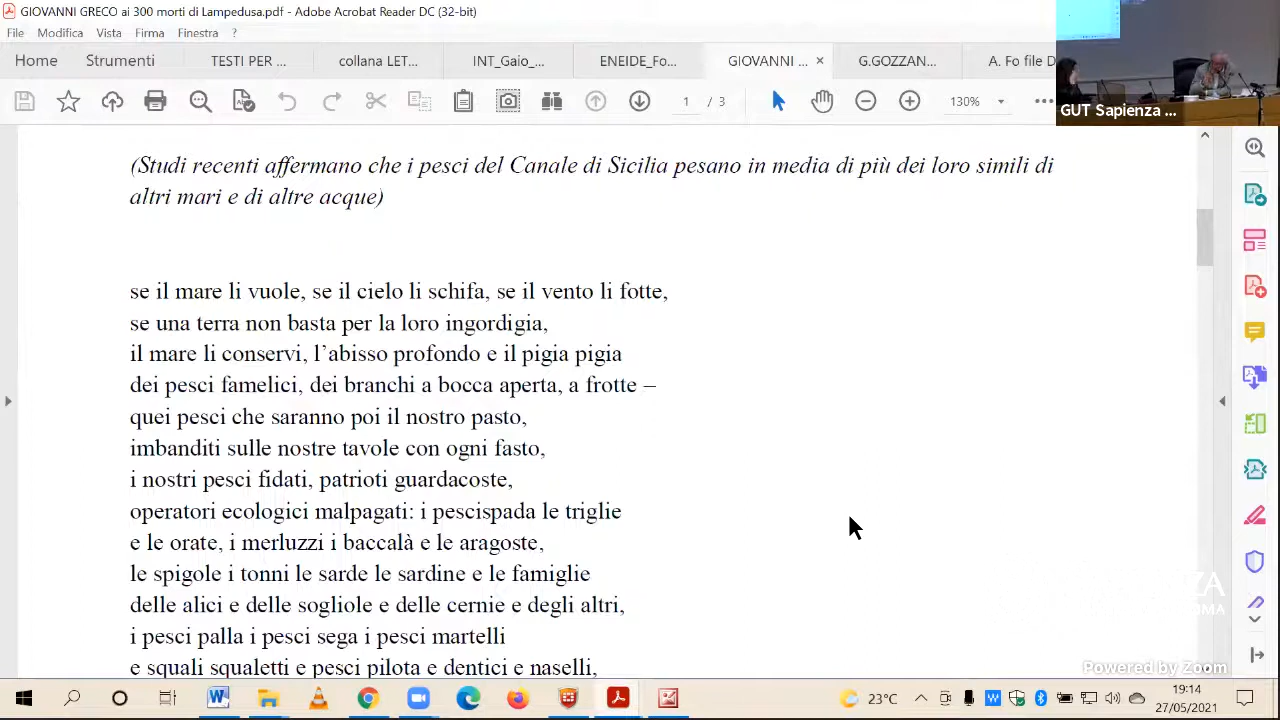 GIOVANNI GRECO ai 300 morti di Lampedusa.pdf - Adobe Acrobat Reader DC (32-bit)
File Modifica Vista Firma Finestra ?
Home Strumenti TESTI PER ... collana LET... INT_Gaio_... ENEIDE_Fo... GIOVANNI ... × G.GOZZAN... A. Fo file D
1 / 3 130%
GUT Sapienza ...
(Studi recenti affermano che i pesci del Canale di Sicilia pesano in media di più dei loro simili di
altri mari e di altre acque)
se il mare li vuole, se il cielo li schifa, se il vento li fotte,
se una terra non basta per la loro ingordigia,
il mare li conservi, l’abisso profondo e il pigia pigia
dei pesci famelici, dei branchi a bocca aperta, a frotte –
quei pesci che saranno poi il nostro pasto,
imbanditi sulle nostre tavole con ogni fasto,
i nostri pesci fidati, patrioti guardacoste,
operatori ecologici malpagati: i pescispada le triglie
e le orate, i merluzzi i baccalà e le aragoste,
le spigole i tonni le sarde le sardine e le famiglie
delle alici e delle sogliole e delle cernie e degli altri,
i pesci palla i pesci sega i pesci martelli
e squali squaletti e pesci pilota e dentici e naselli,
Powered by Zoom
23°C
19:14
27/05/2021